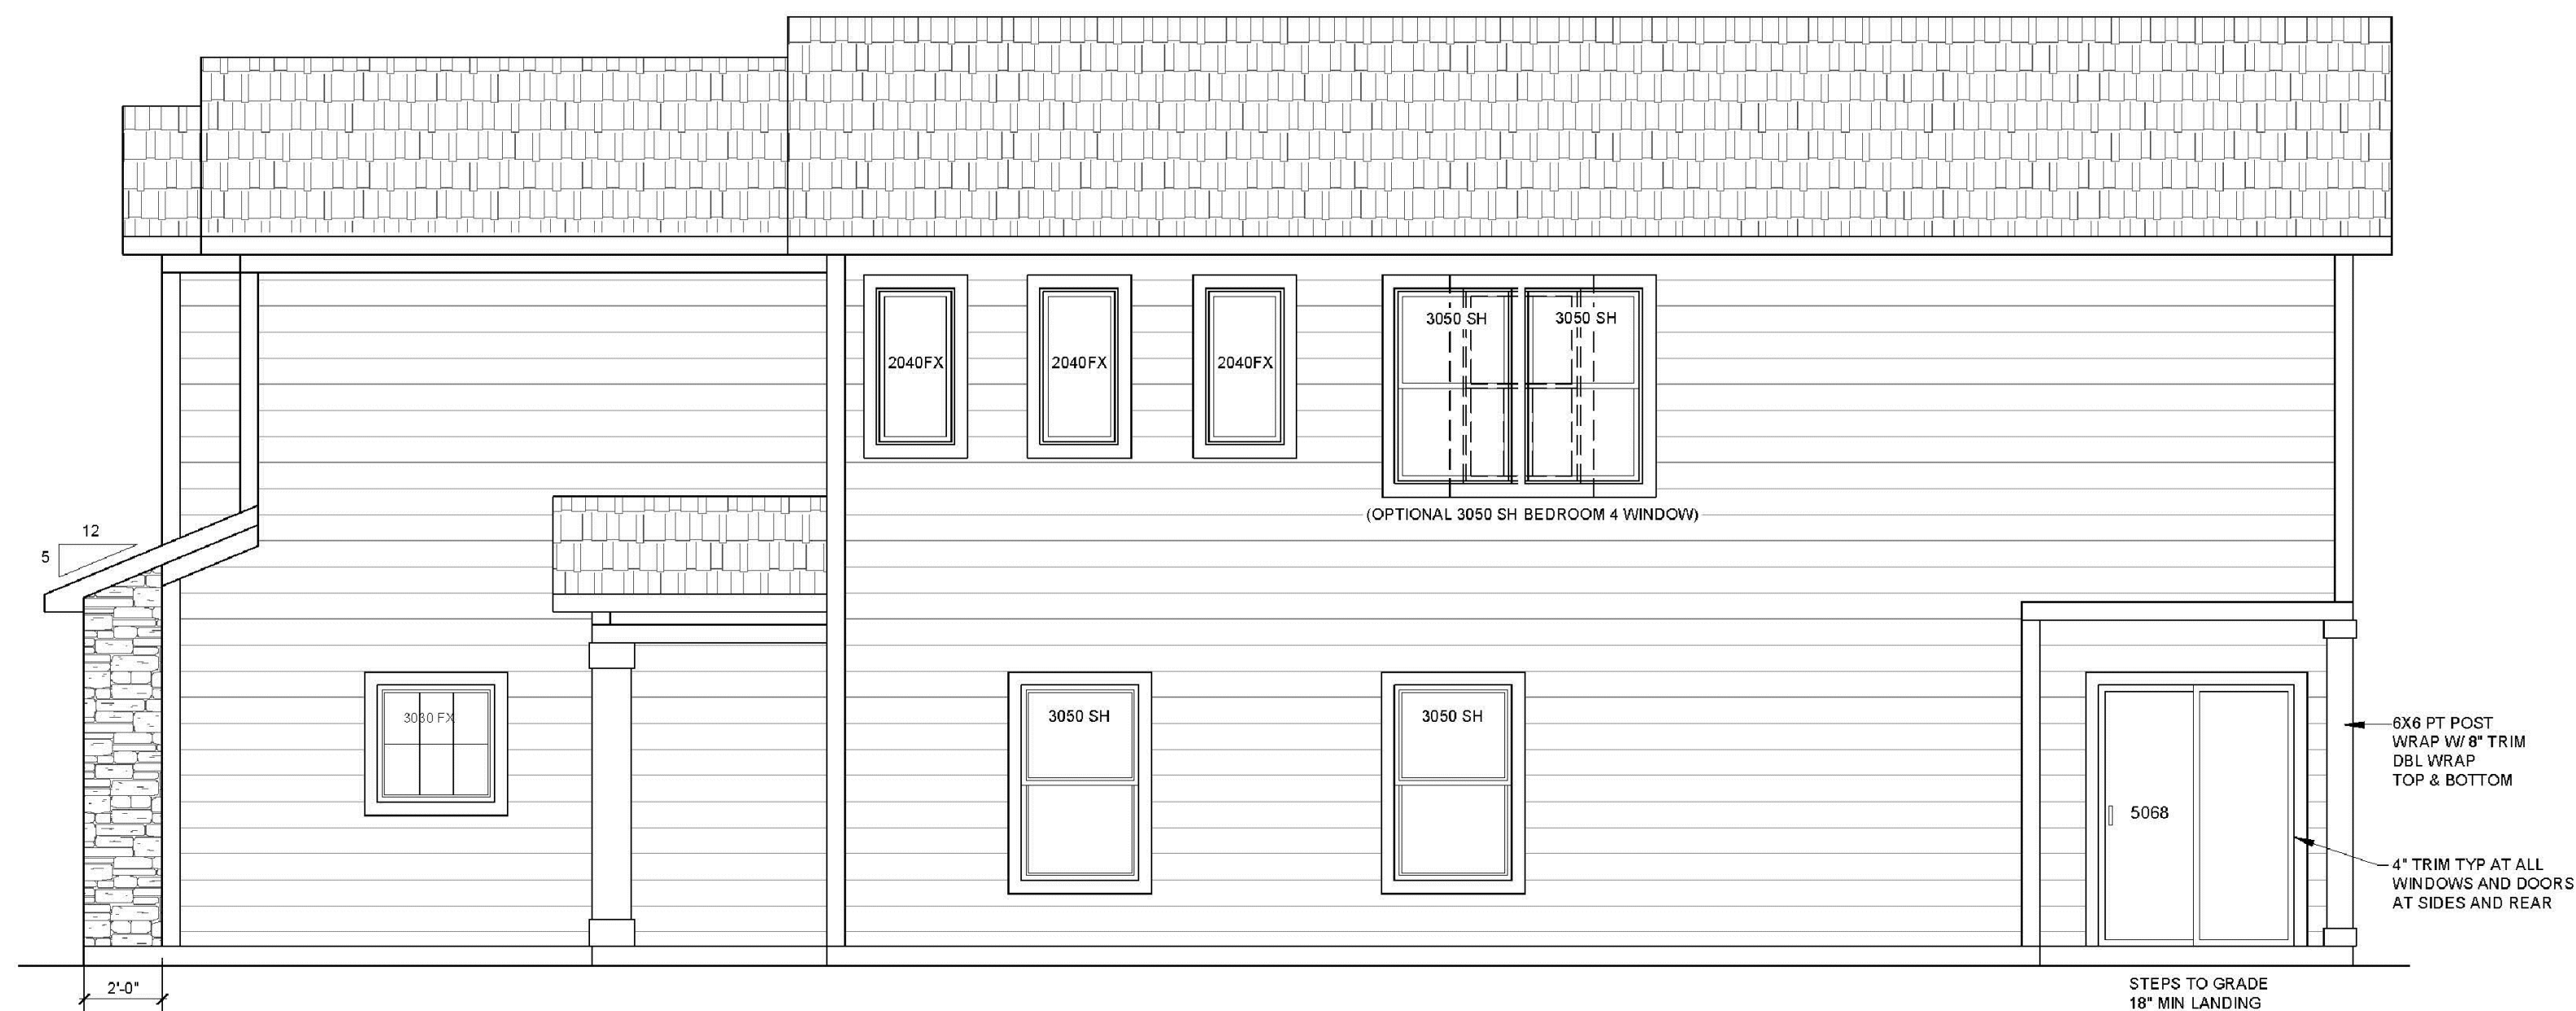 3050 SH
3050 SH
2040FX
2040FX
2040FX
(OPTIONAL 3050 SH BEDROOM 4 WINDOW)
12
5
3030 FX
3050 SH
3050 SH
6X6 PT POST
WRAP W/ 8" TRIM
DBL WRAP
TOP & BOTTOM
5068
4" TRIM TYP AT ALL
WINDOWS AND DOORS
AT SIDES AND REAR
2'-0"
STEPS TO GRADE
18" MIN LANDING